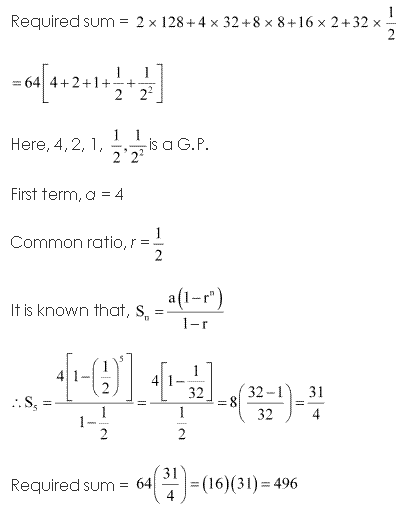 Required sum = 2 × 128 + 4 × 32 + 8 × 8 + 16 × 2 + 32 × 1/2
= 64[4 + 2 + 1 + 1/2 + 1/2²]
Here, 4, 2, 1, 1/2, 1/2² is a G.P.
First term, a = 4
Common ratio, r = 1/2
It is known that, Sₙ = a(1 − rⁿ)/(1 − r)
∴ S₅ = 4[1 − (1/2)⁵]/(1 − 1/2) = 4[1 − 1/32]/(1/2) = 8((32 − 1)/32) = 31/4
Required sum = 64(31/4) = (16)(31) = 496